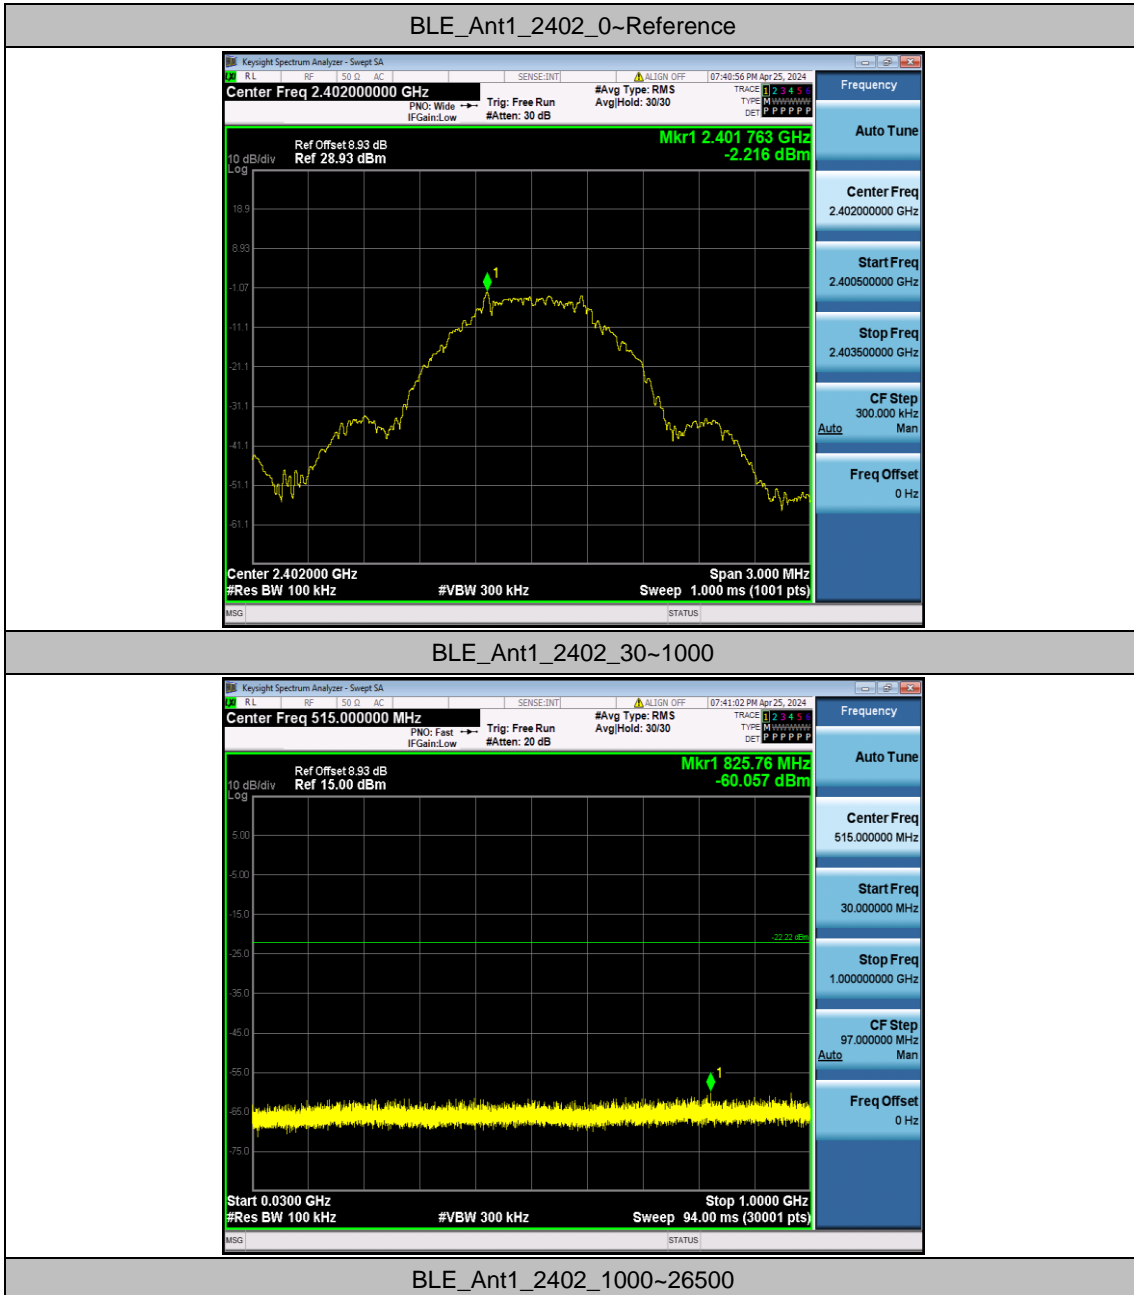 BLE_Ant1_2402_0~Reference
Keysight Spectrum Analyzer - Swept SA
RL RF 50 Ω AC SENSE:INT ALIGN OFF 07:40:56 PM Apr 25, 2024
Center Freq 2.402000000 GHz
#Avg Type: RMS
TRACE 1 2 3 4 5 6
PNO: Wide
Trig: Free Run
Avg|Hold: 30/30
TYPE M W W W W W
IFGain:Low
#Atten: 30 dB
DET P P P P P P
Frequency
Mkr1 2.401 763 GHz
-2.216 dBm
Ref Offset 8.93 dB
10 dB/div Ref 28.93 dBm
Log
18.9
8.93
-1.07
-11.1
-21.1
-31.1
-41.1
-51.1
-61.1
1
Center 2.402000 GHz Span 3.000 MHz
#Res BW 100 kHz #VBW 300 kHz Sweep 1.000 ms (1001 pts)
MSG STATUS
Auto Tune
Center Freq
2.402000000 GHz
Start Freq
2.400500000 GHz
Stop Freq
2.403500000 GHz
CF Step
300.000 kHz
Auto Man
Freq Offset
0 Hz
BLE_Ant1_2402_30~1000
Keysight Spectrum Analyzer - Swept SA
RL RF 50 Ω AC SENSE:INT ALIGN OFF 07:41:02 PM Apr 25, 2024
Center Freq 515.000000 MHz
#Avg Type: RMS
TRACE 1 2 3 4 5 6
PNO: Fast
Trig: Free Run
Avg|Hold: 30/30
TYPE M W W W W W
IFGain:Low
#Atten: 20 dB
DET P P P P P P
Frequency
Mkr1 825.76 MHz
-60.057 dBm
Ref Offset 8.93 dB
10 dB/div Ref 15.00 dBm
Log
5.00
-5.00
-15.0
-22.22 dBm
-25.0
-35.0
-45.0
-55.0
-65.0
-75.0
1
Start 0.0300 GHz Stop 1.0000 GHz
#Res BW 100 kHz #VBW 300 kHz Sweep 94.00 ms (30001 pts)
MSG STATUS
Auto Tune
Center Freq
515.000000 MHz
Start Freq
30.000000 MHz
Stop Freq
1.000000000 GHz
CF Step
97.000000 MHz
Auto Man
Freq Offset
0 Hz
BLE_Ant1_2402_1000~26500